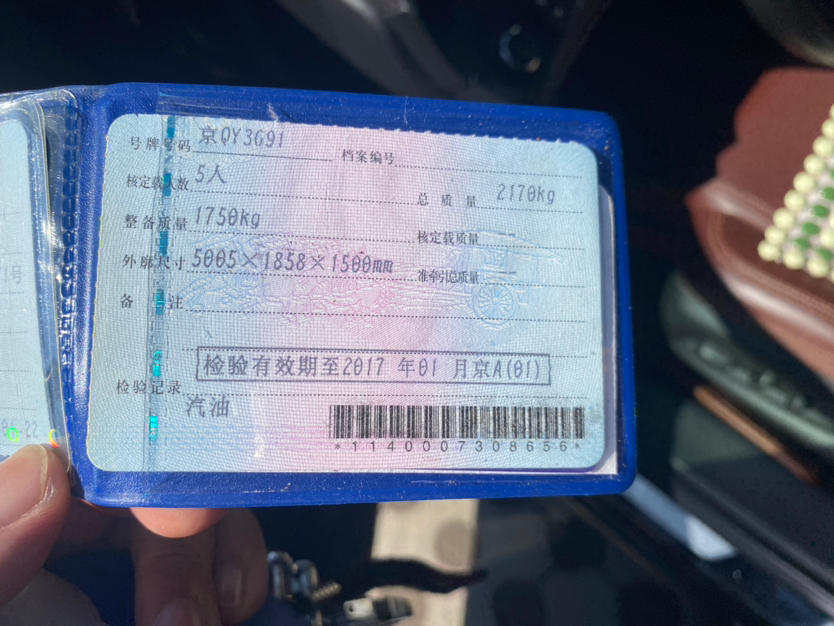 号牌号码 京QY3G91 档案编号
核定载人数 5人 总质量 2170kg
整备质量 1750kg 核定载质量 --
外廓尺寸 5005×1858×1500mm 准牵引总质量 --
备注
检验有效期至2017年01月京A(01)
检验记录
汽油
*1140007308656*
号
22